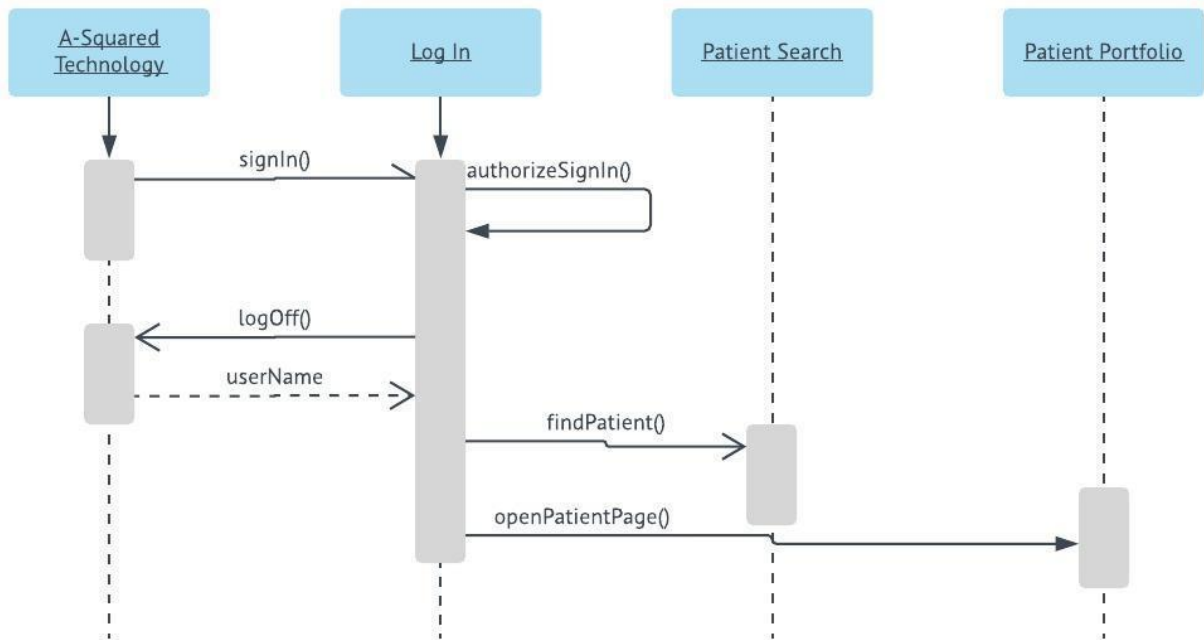 A-Squared
Technology
Log In
Patient Search
Patient Portfolio
signIn()
authorizeSignIn()
logOff()
userName
findPatient()
openPatientPage()